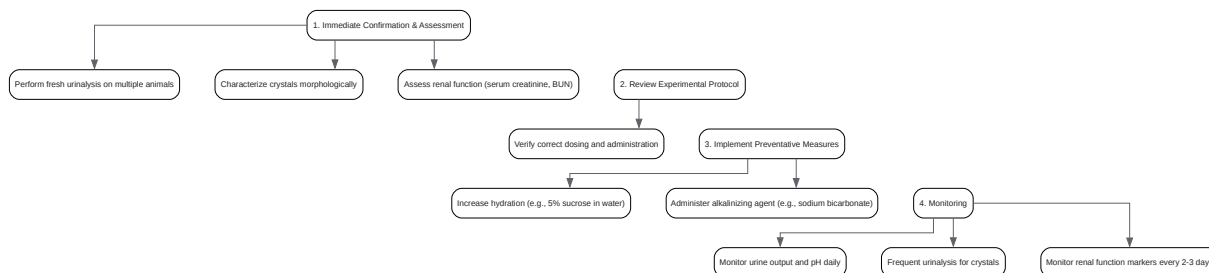 1. Immediate Confirmation & Assessment
Perform fresh urinalysis on multiple animals
Characterize crystals morphologically
Assess renal function (serum creatinine, BUN)
2. Review Experimental Protocol
Verify correct dosing and administration
3. Implement Preventative Measures
Increase hydration (e.g., 5% sucrose in water)
Administer alkalinizing agent (e.g., sodium bicarbonate)
4. Monitoring
Monitor urine output and pH daily
Frequent urinalysis for crystals
Monitor renal function markers every 2-3 day